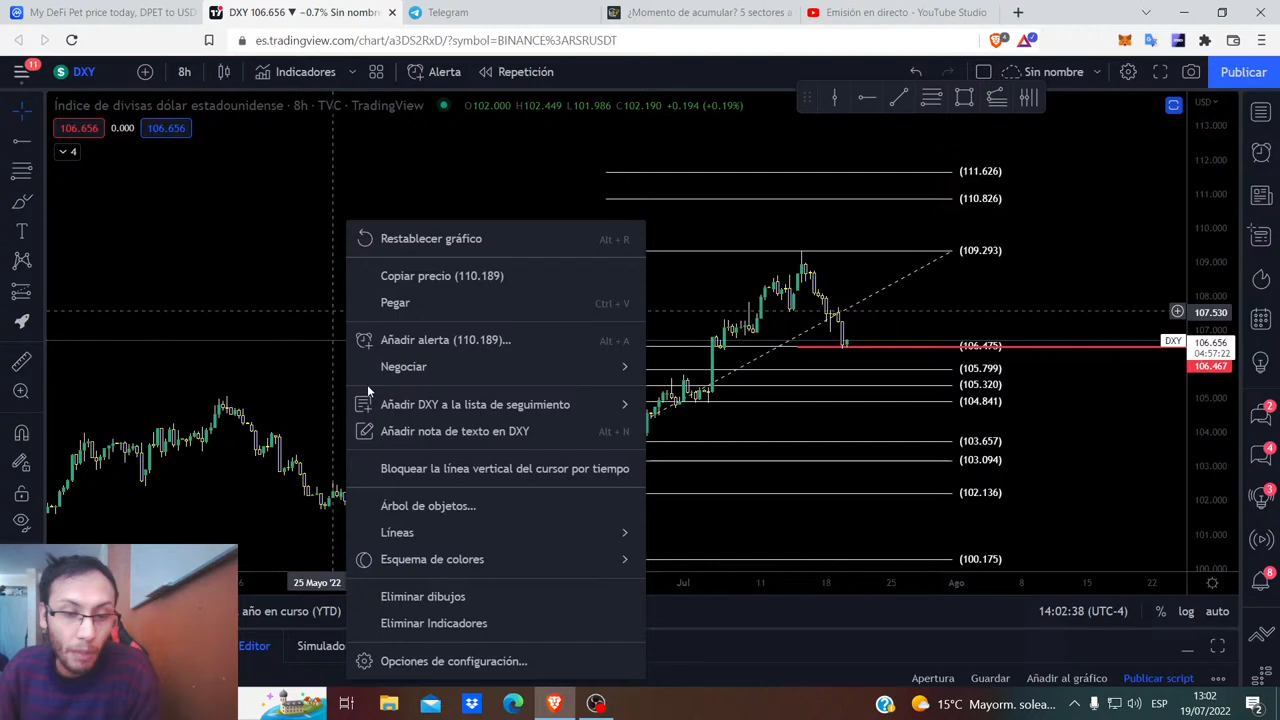 My DeFi Pet price today, DPET to USD
DXY 106.656 ▼ −0.7% Sin nombre
Telegram
¿Momento de acumular? 5 sectores a
Emisión en directo - YouTube Studio
es.tradingview.com/chart/a3DS2RxD/?symbol=BINANCE%3ARSRUSDT
4
11
DXY
8h
Indicadores
Alerta
Repetición
Sin nombre
Publicar
Índice de divisas dólar estadounidense · 8h · TVC · TradingView
O102.000 H102.449 L101.986 C102.190 +0.194 (+0.19%)
USD
106.656
0.000
106.656
4
113.000
112.000
111.000
110.000
109.000
108.000
107.530
107.000
DXY
106.656
04:57:22
106.467
105.000
104.000
103.000
102.000
101.000
100.000
(111.626)
(110.826)
(109.293)
(106.475)
(105.799)
(105.320)
(104.841)
(103.657)
(103.094)
(102.136)
(100.175)
Restablecer gráfico Alt + R
Copiar precio (110.189)
Pegar Ctrl + V
Añadir alerta (110.189)... Alt + A
Negociar
Añadir DXY a la lista de seguimiento
Añadir nota de texto en DXY Alt + N
Bloquear la línea vertical del cursor por tiempo
Árbol de objetos...
Líneas
Esquema de colores
Eliminar dibujos
Eliminar Indicadores
Opciones de configuración...
2
4
3
8
6
25 Mayo '22
Jul
11
18
25
Ago
8
15
22
año en curso (YTD)
14:02:38 (UTC-4)
%
log
auto
Editor
Simulado
Apertura
Guardar
Añadir al gráfico
Publicar script
15°C Mayorm. solea...
ESP
13:02
19/07/2022
2